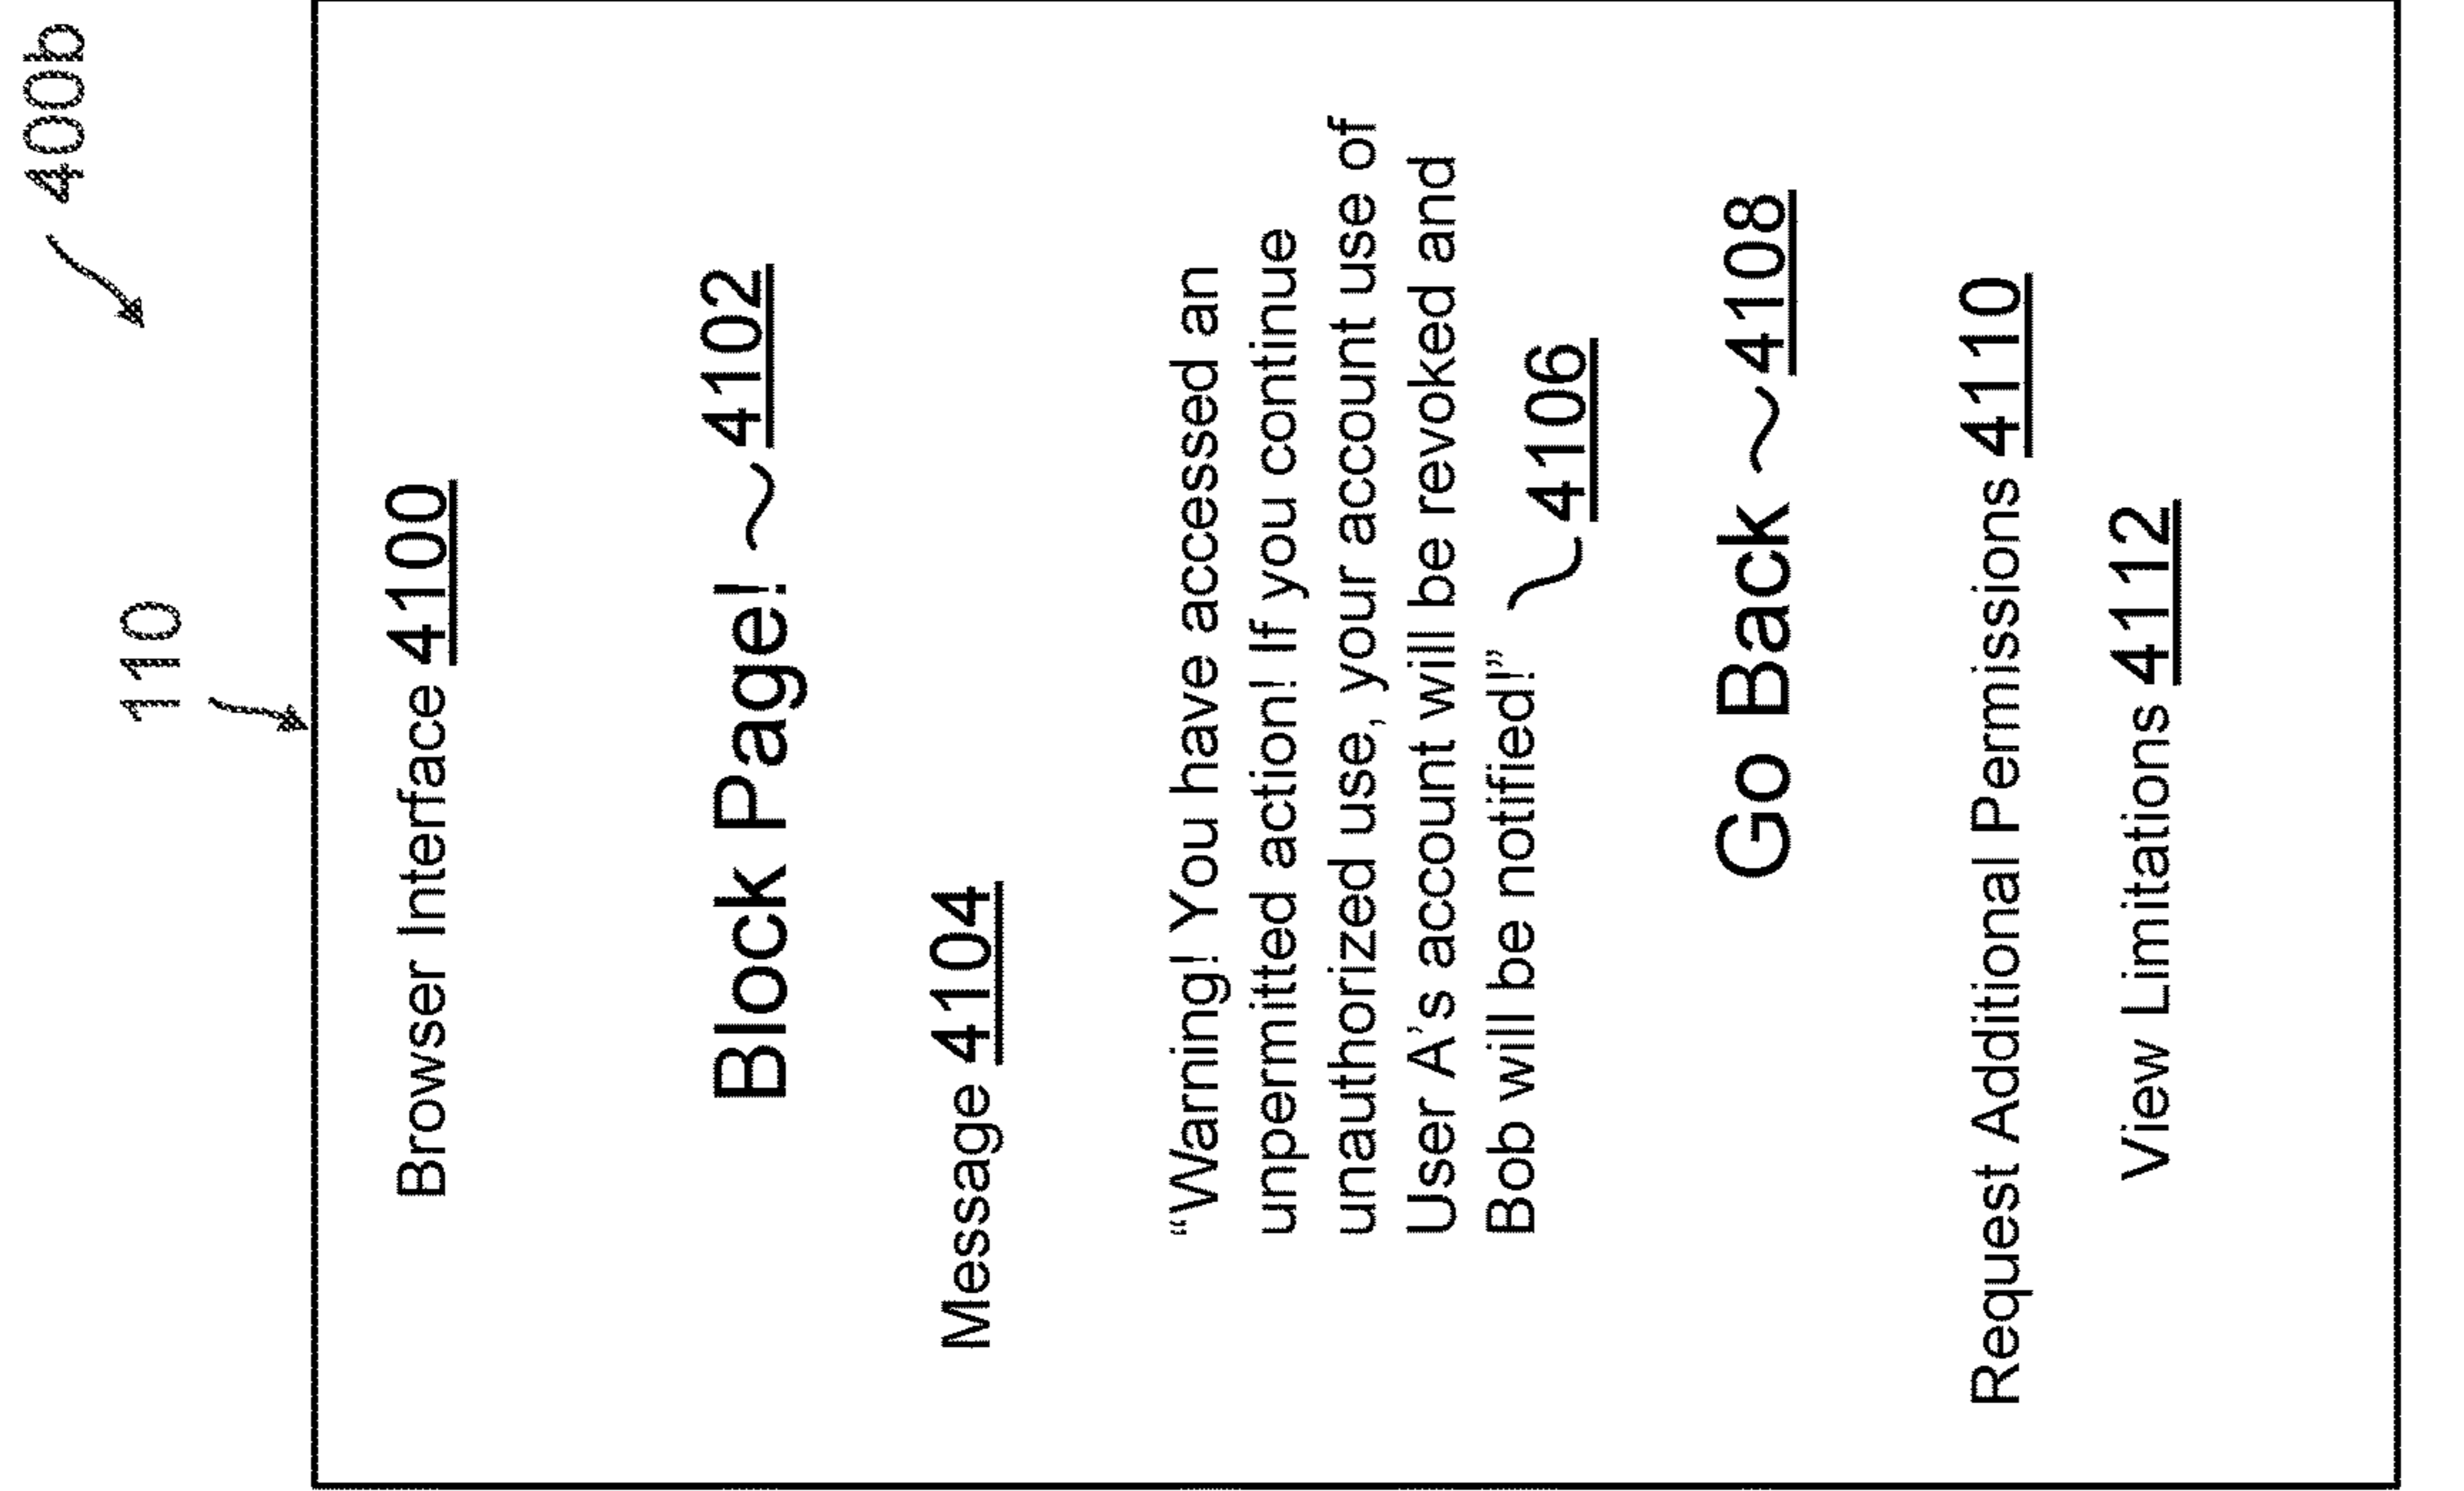 400b
110
Browser Interface 4100
Block Page! 4102
Message 4104
“Warning! You have accessed an
unpermitted action! If you continue
unauthorized use, your account use of
User A’s account will be revoked and
Bob will be notified!”
4106
Go Back 4108
Request Additional Permissions 4110
View Limitations 4112